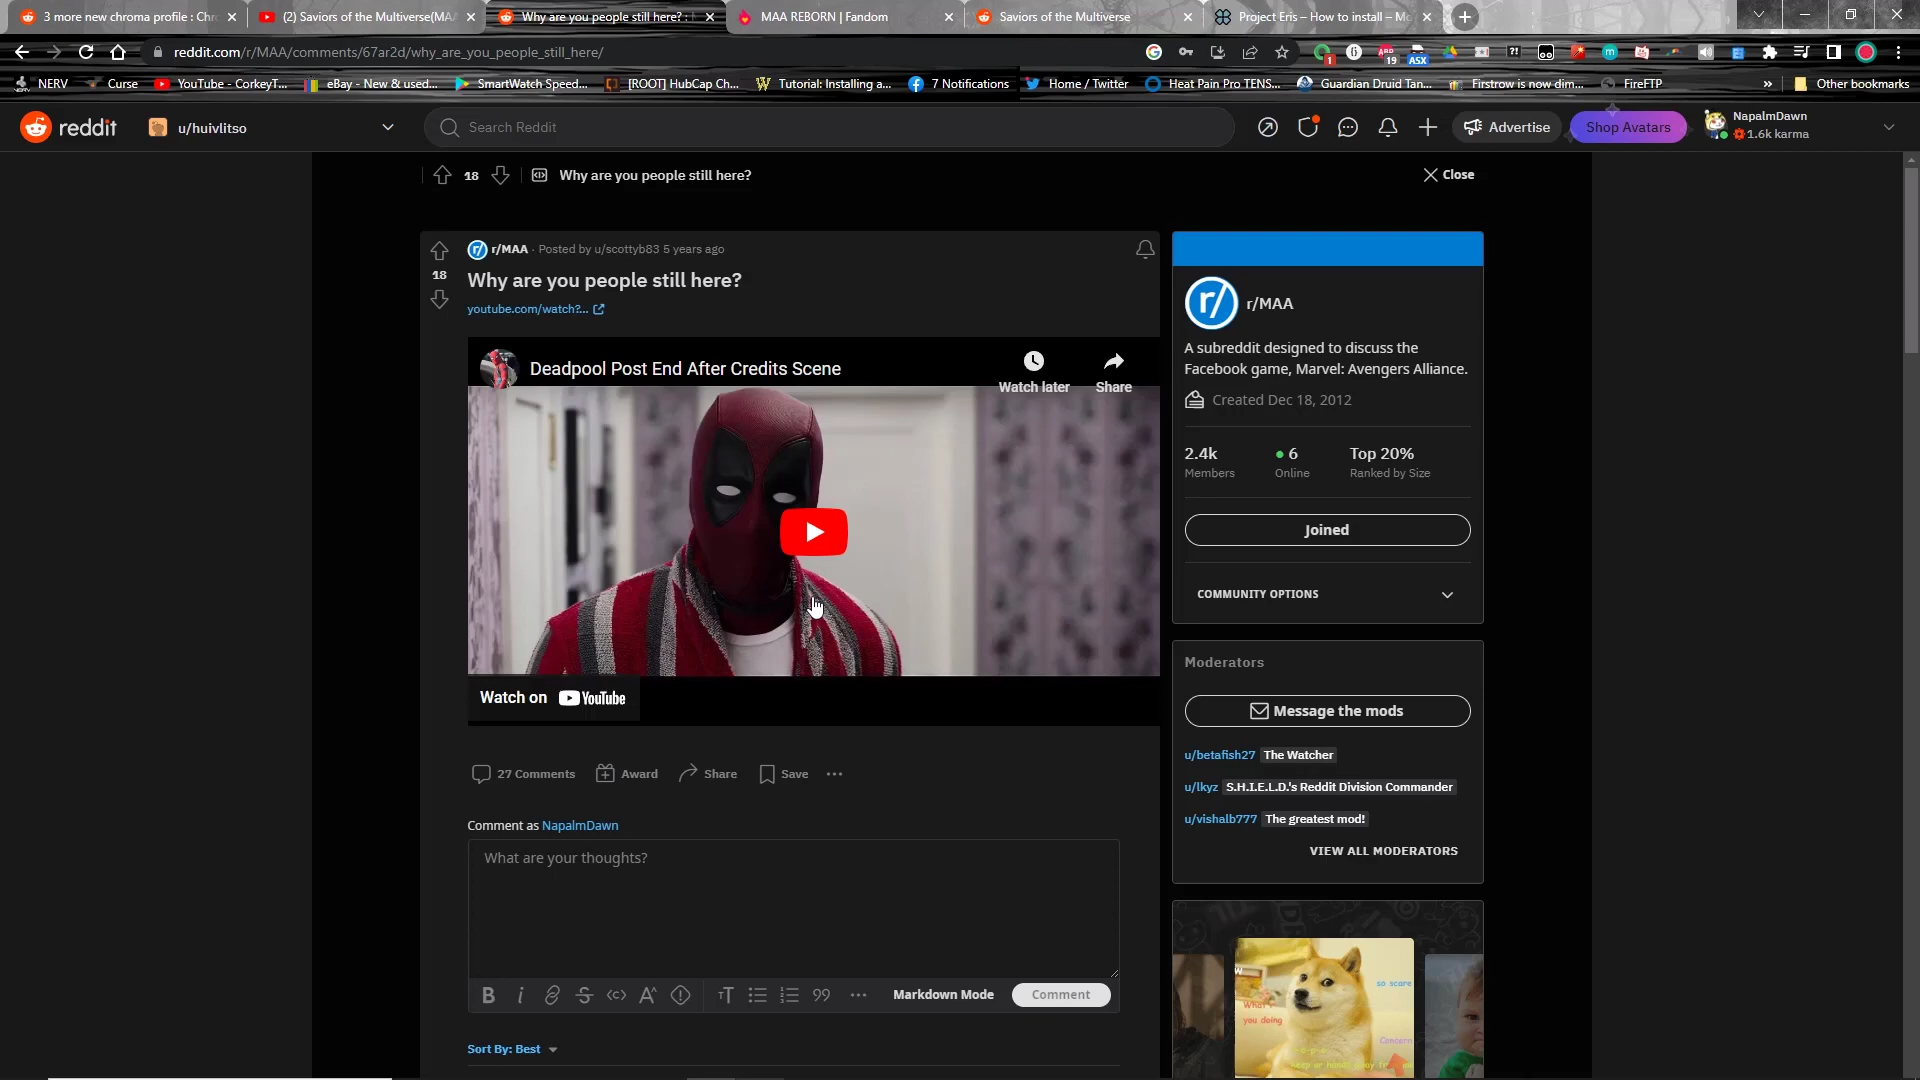 3 more new chroma profile : Chr
(2) Saviors of the Multiverse(MAA
Why are you people still here? :
MAA REBORN | Fandom
Saviors of the Multiverse
Project Eris – How to install – Mo
reddit.com/r/MAA/comments/67ar2d/why_are_you_people_still_here/
NERV
Curse
YouTube - CorkeyT...
eBay - New & used...
SmartWatch Speed...
[ROOT] HubCap Ch...
Tutorial: Installing a...
7 Notifications
Home / Twitter
Heat Pain Pro TENS...
Guardian Druid Tan...
Firstrow is now dim...
FireFTP
»
Other bookmarks
reddit
u/huivlitso
Search Reddit
Advertise
Shop Avatars
NapalmDawn
1.6k karma
18
Why are you people still here?
Close
r/MAA · Posted by u/scottyb83 5 years ago
18
Why are you people still here?
youtube.com/watch?...
Deadpool Post End After Credits Scene
Watch later
Share
Watch on YouTube
27 Comments
Award
Share
Save
Comment as NapalmDawn
What are your thoughts?
Markdown Mode
Comment
Sort By: Best
r/MAA
A subreddit designed to discuss the
Facebook game, Marvel: Avengers Alliance.
Created Dec 18, 2012
2.4k
6
Top 20%
Members
Online
Ranked by Size
Joined
COMMUNITY OPTIONS
Moderators
Message the mods
u/betafish27 The Watcher
u/lkyz S.H.I.E.L.D.'s Reddit Division Commander
u/vishalb777 The greatest mod!
VIEW ALL MODERATORS
so scare
What
you doing
Concern